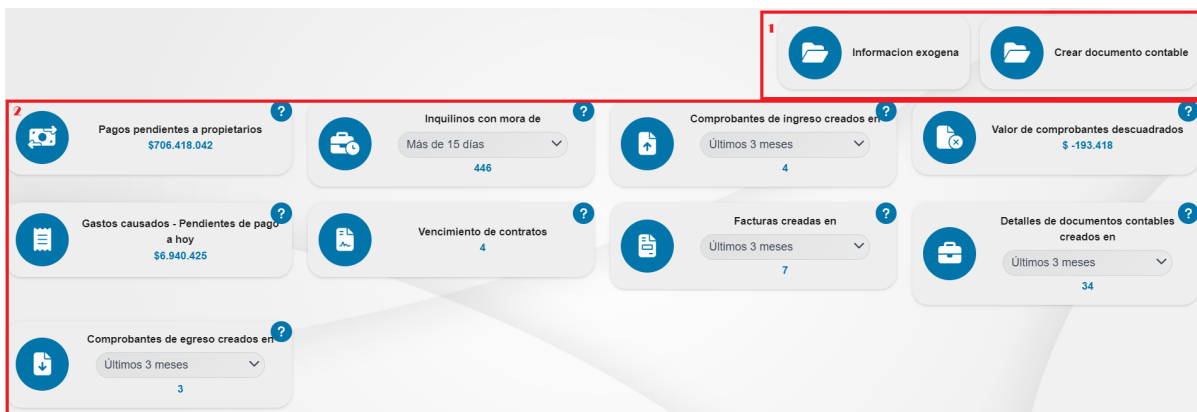 1
Informacion exogena
Crear documento contable
2
?
Pagos pendientes a propietarios
$706.418.042
?
Inquilinos con mora de
Más de 15 días
446
?
Comprobantes de ingreso creados en
Últimos 3 meses
4
?
Valor de comprobantes descuadrados
$ -193.418
?
Gastos causados - Pendientes de pago
a hoy
$6.940.425
?
Vencimiento de contratos
4
?
Facturas creadas en
Últimos 3 meses
7
?
Detalles de documentos contables
creados en
Últimos 3 meses
34
?
Comprobantes de egreso creados en
Últimos 3 meses
3